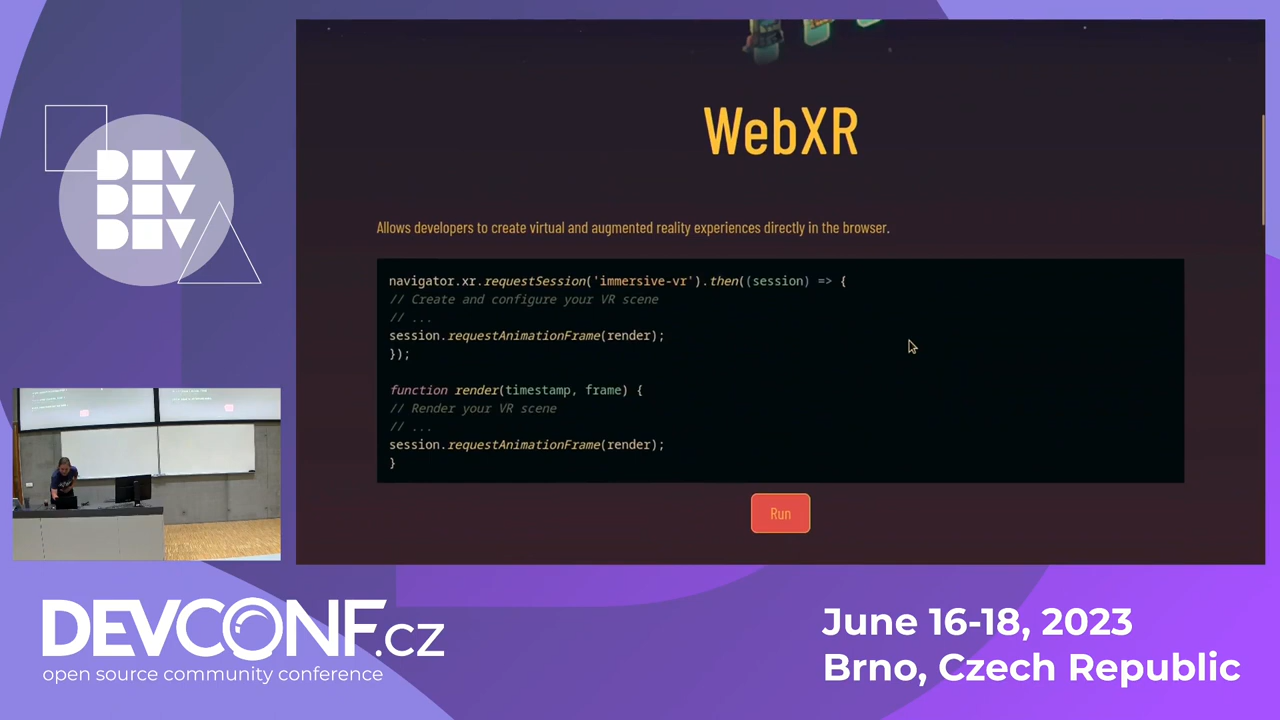 DEV
DEV
DEV
WebXR
Allows developers to create virtual and augmented reality experiences directly in the browser.
navigator.xr.requestSession('immersive-vr').then((session) => {
// Create and configure your VR scene
// ...
session.requestAnimationFrame(render);
});
function render(timestamp, frame) {
// Render your VR scene
// ...
session.requestAnimationFrame(render);
}
Run
DEVCONF.cz
open source community conference
June 16-18, 2023
Brno, Czech Republic